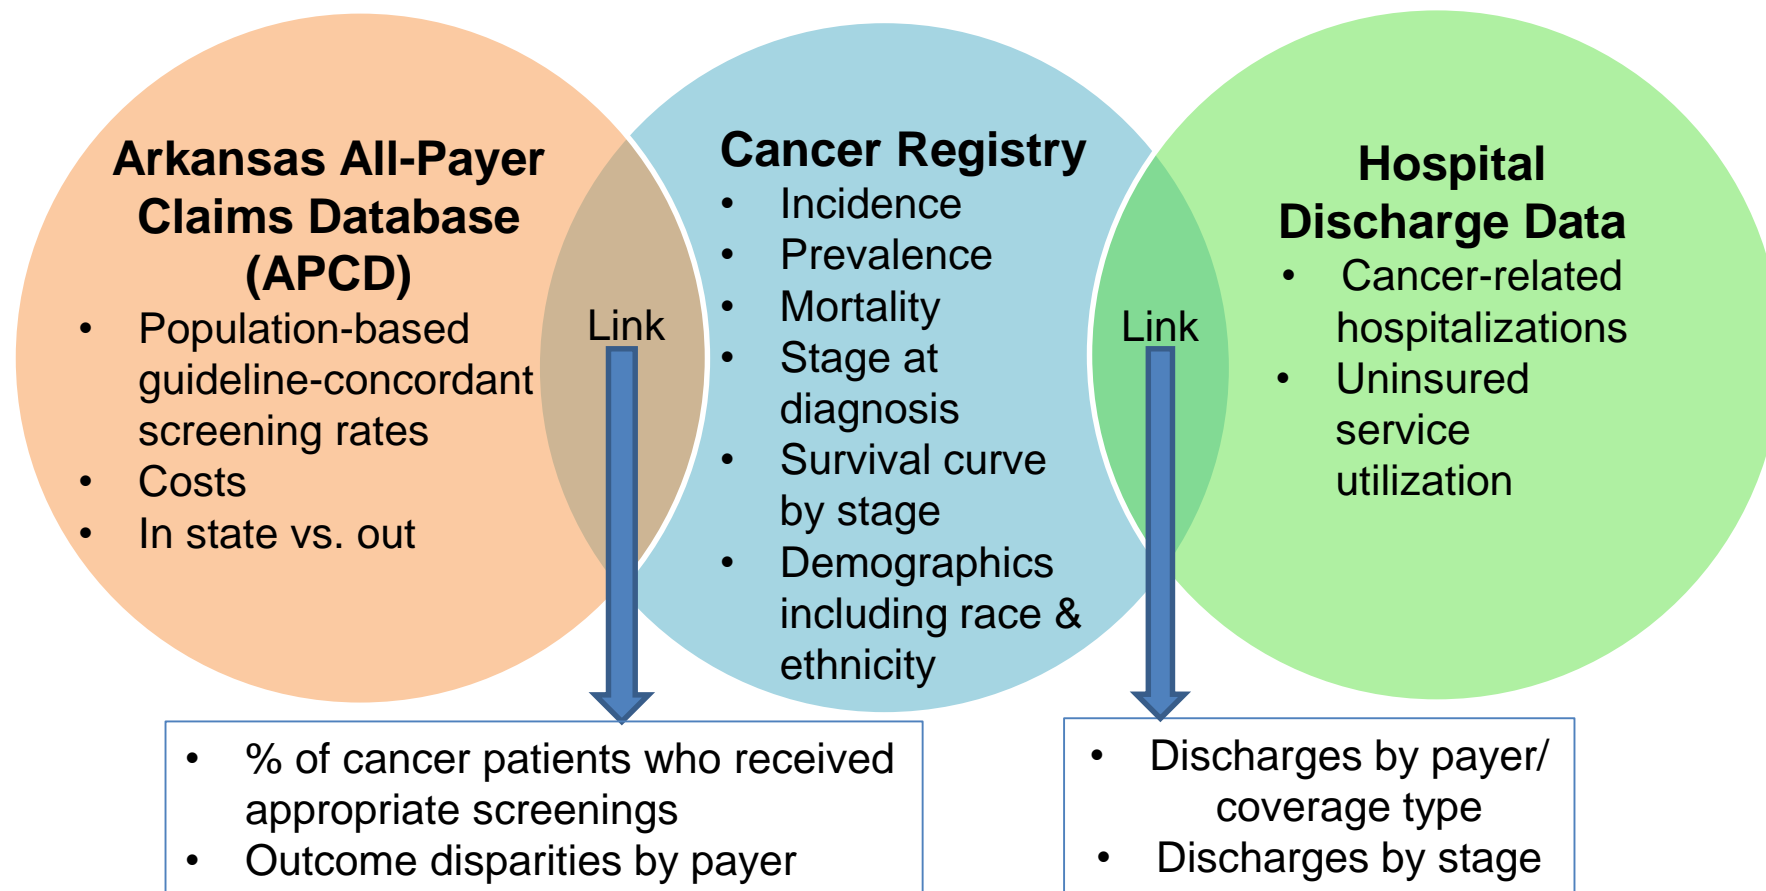 Arkansas All-Payer
Claims Database
(APCD)
• Population-based
guideline-concordant
screening rates
• Costs
• In state vs. out
Link
Cancer Registry
• Incidence
• Prevalence
• Mortality
• Stage at
diagnosis
• Survival curve
by stage
• Demographics
including race &
ethnicity
Link
Hospital
Discharge Data
• Cancer-related
hospitalizations
• Uninsured
service
utilization
• % of cancer patients who received
appropriate screenings
• Outcome disparities by payer
• Discharges by payer/
coverage type
• Discharges by stage